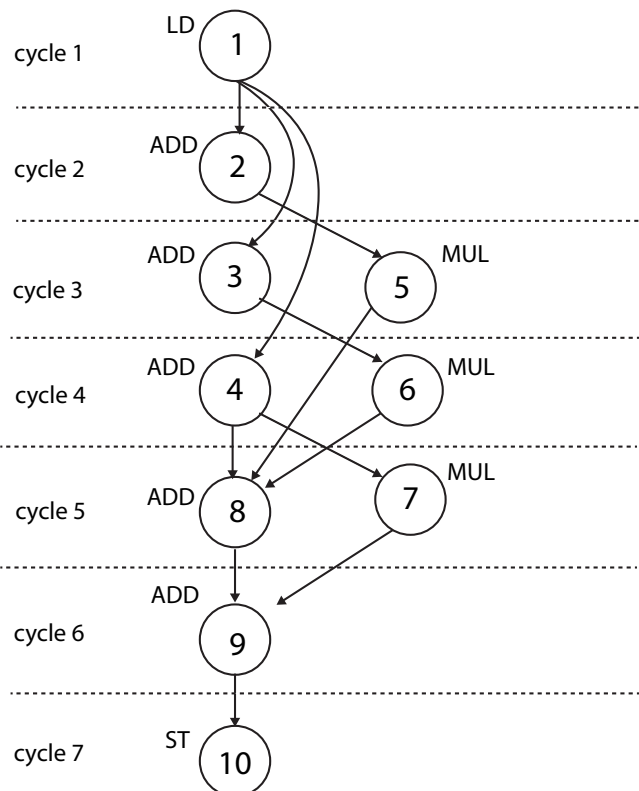 LD
cycle 1
1
ADD
cycle 2
2
ADD
MUL
cycle 3
3
5
ADD
MUL
cycle 4
4
6
MUL
ADD
cycle 5
8
7
ADD
cycle 6
9
ST
cycle 7
10